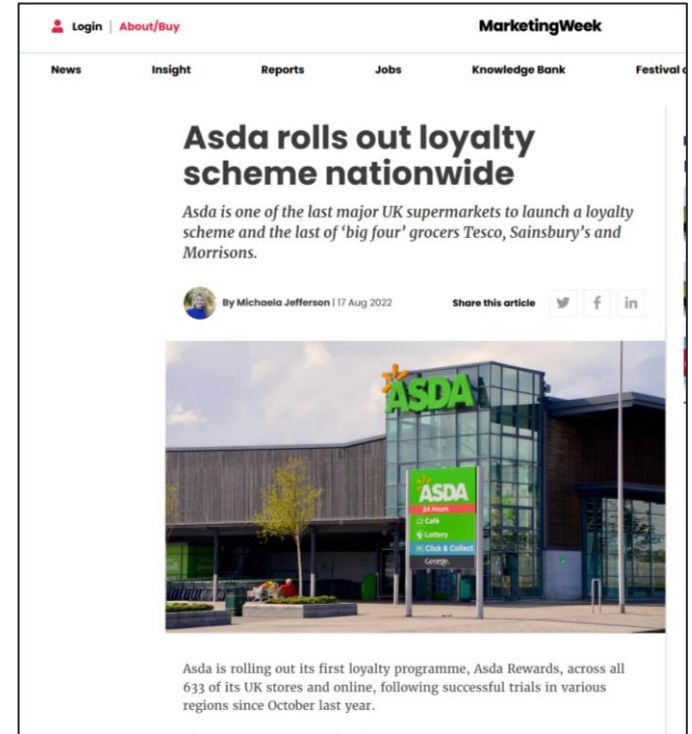 Login | About/Buy
MarketingWeek
News Insight Reports Jobs Knowledge Bank Festival
Asda rolls out loyalty
scheme nationwide
Asda is one of the last major UK supermarkets to launch a loyalty
scheme and the last of ‘big four’ grocers Tesco, Sainsbury’s and
Morrisons.
By Michaela Jefferson | 17 Aug 2022
Share this article
ASDA
ASDA
24 Hours
Café
Lottery
Click & Collect
George.
Asda is rolling out its first loyalty programme, Asda Rewards, across all
633 of its UK stores and online, following successful trials in various
regions since October last year.